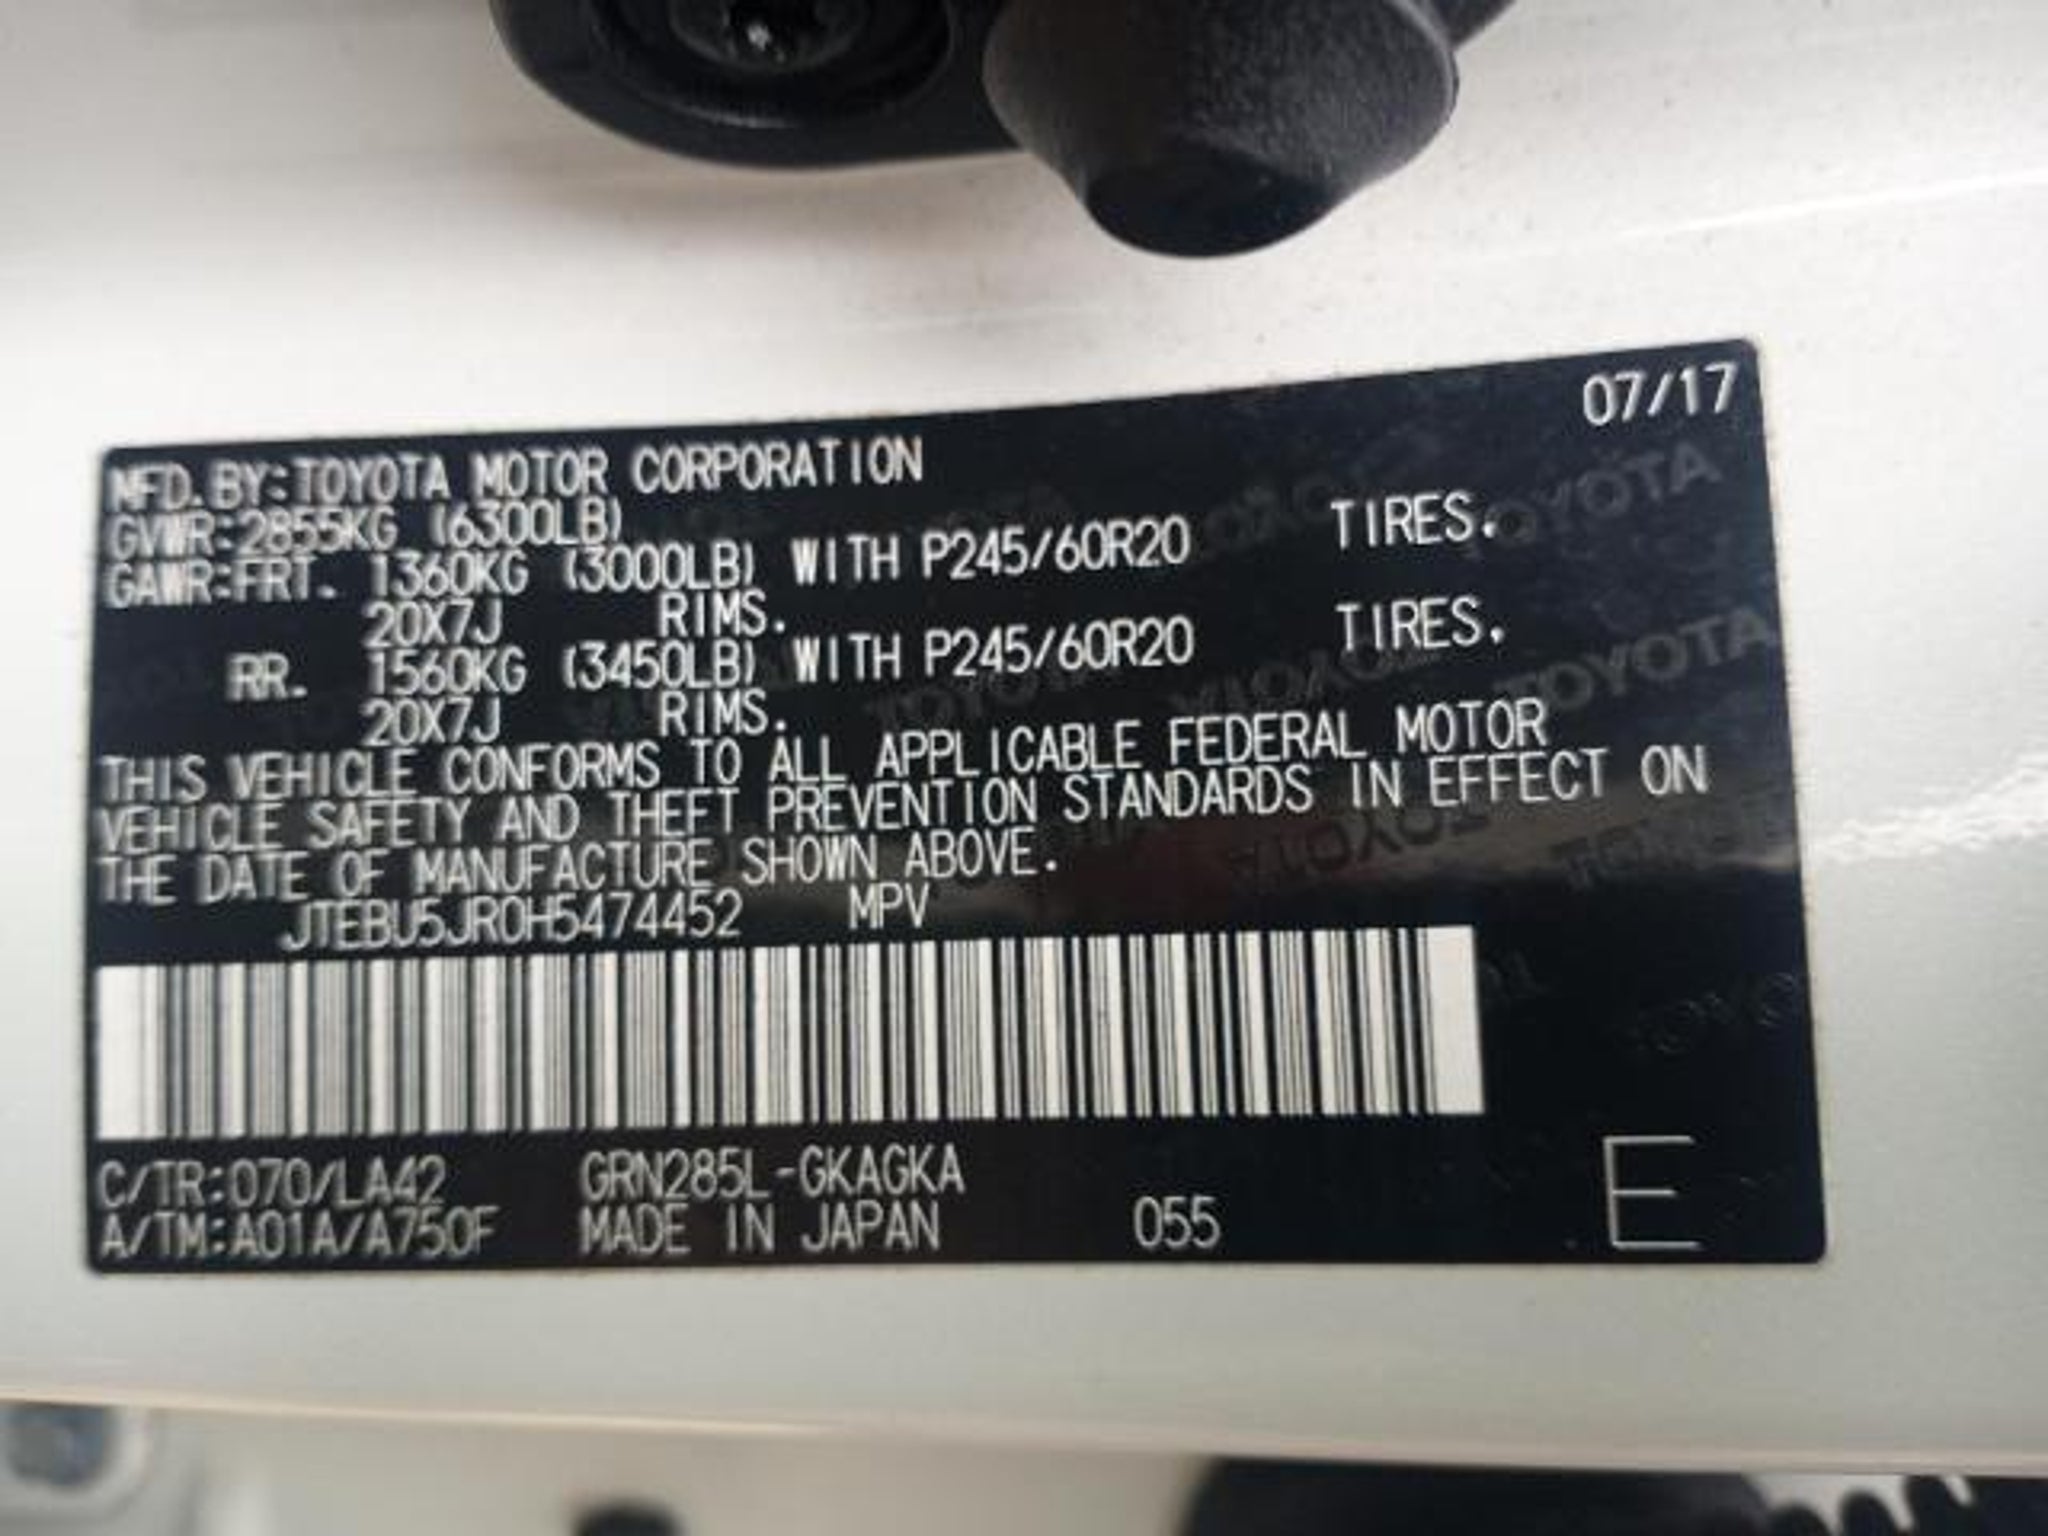 07/17
MFD.BY:TOYOTA MOTOR CORPORATION
GVWR:2855KG (6300LB)
GAWR:FRT. 1360KG (3000LB) WITH P245/60R20 TIRES.
20X7J RIMS.
RR. 1560KG (3450LB) WITH P245/60R20 TIRES.
20X7J RIMS.
THIS VEHICLE CONFORMS TO ALL APPLICABLE FEDERAL MOTOR
VEHICLE SAFETY AND THEFT PREVENTION STANDARDS IN EFFECT ON
THE DATE OF MANUFACTURE SHOWN ABOVE.
JTEBU5JR0H5474452 MPV
C/TR:070/LA42 GRN285L-GKAGKA
A/TM:A01A/A750F MADE IN JAPAN 055 E